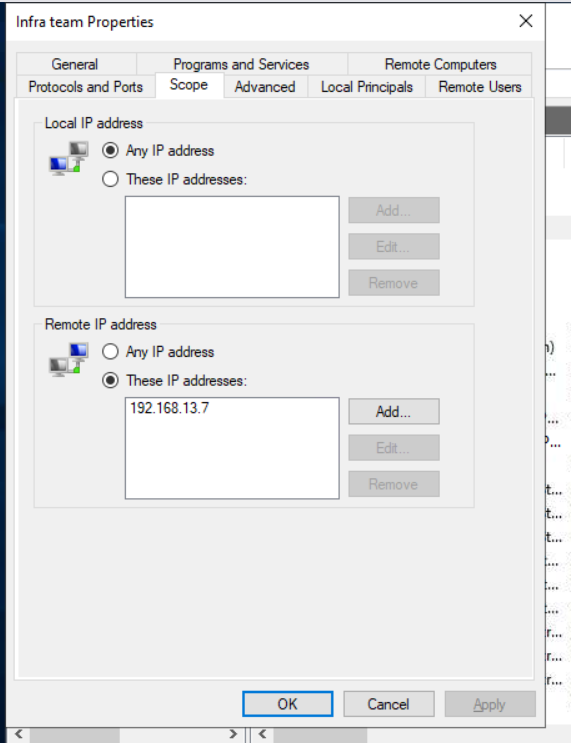 Infra team Properties
General Programs and Services Remote Computers
Protocols and Ports Scope Advanced Local Principals Remote Users
Local IP address
Any IP address
These IP addresses:
Add...
Edit...
Remove
Remote IP address
Any IP address
These IP addresses:
192.168.13.7
Add...
Edit...
Remove
OK Cancel Apply